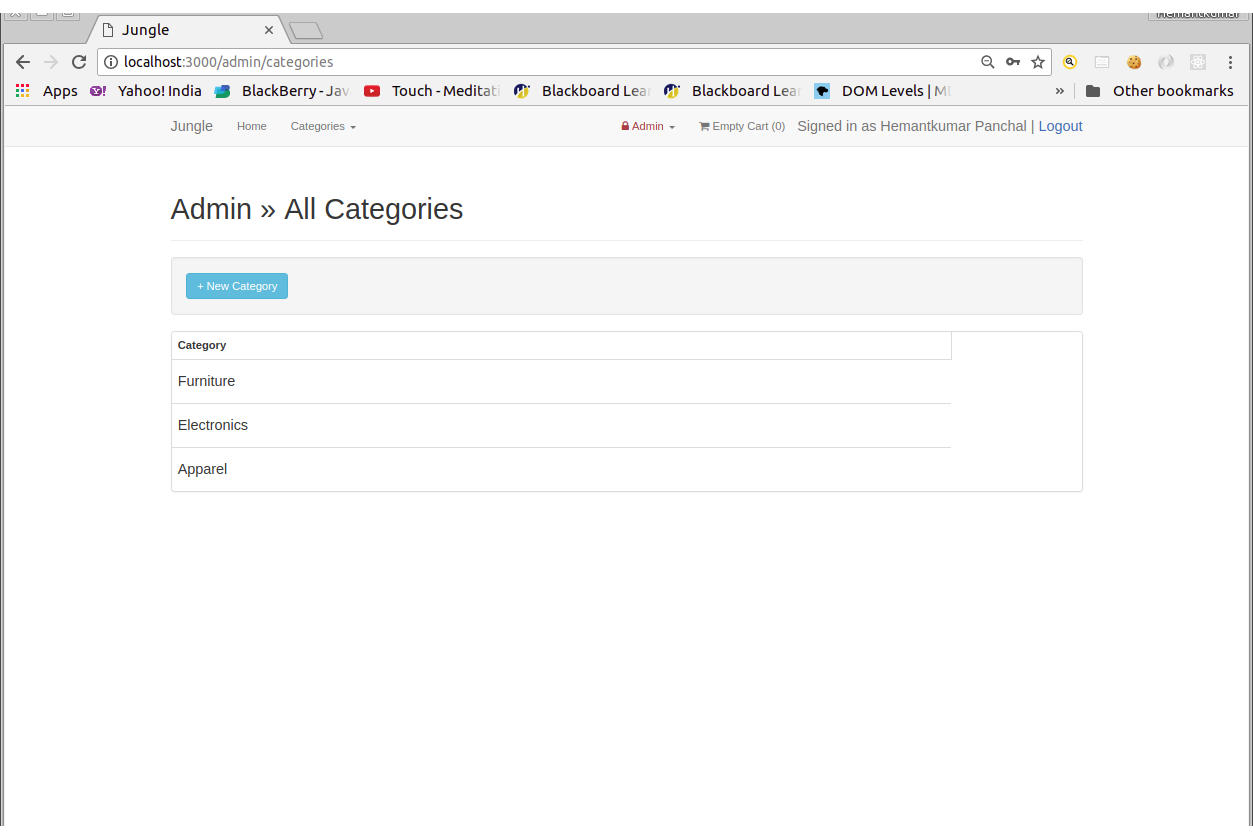 Hemantkumar
Jungle
localhost:3000/admin/categories
Apps Yahoo! India BlackBerry - Jav Touch - Meditati Blackboard Lear Blackboard Lear DOM Levels | M » Other bookmarks
Jungle Home Categories Admin Empty Cart (0) Signed in as Hemantkumar Panchal | Logout
Admin » All Categories
+ New Category
Category
Furniture
Electronics
Apparel